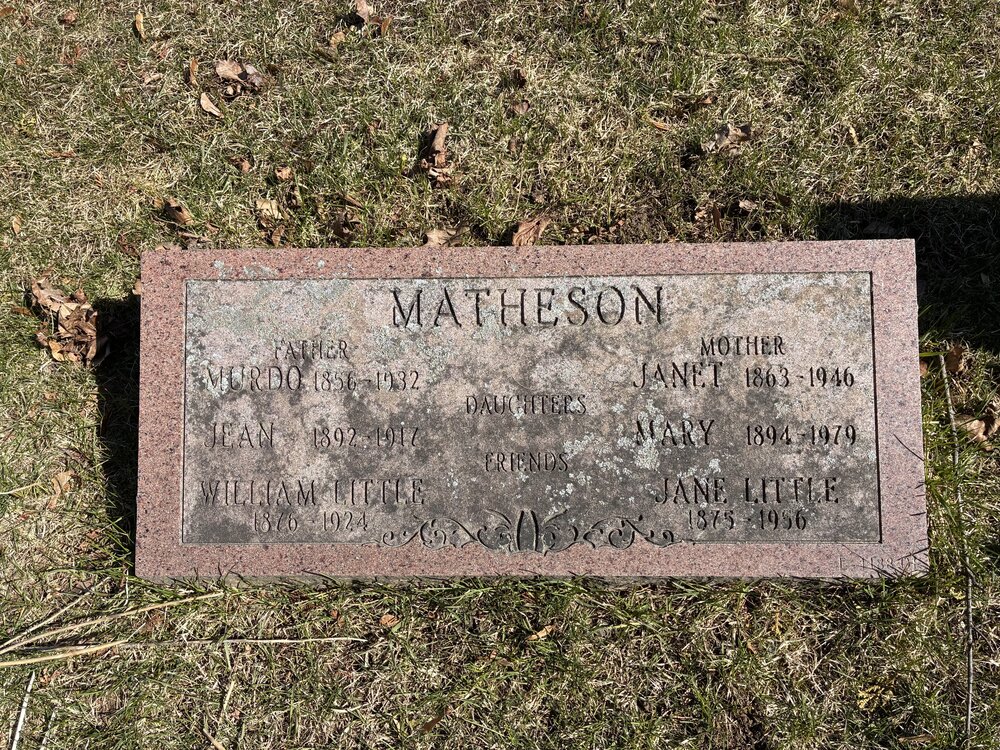 MATHESON
FATHER MOTHER
MURDO 1856-1932 JANET 1863-1946
DAUGHTERS
JEAN 1892-1917 MARY 1894-1979
FRIENDS
WILLIAM LITTLE JANE LITTLE
1876-1924 1875-1956